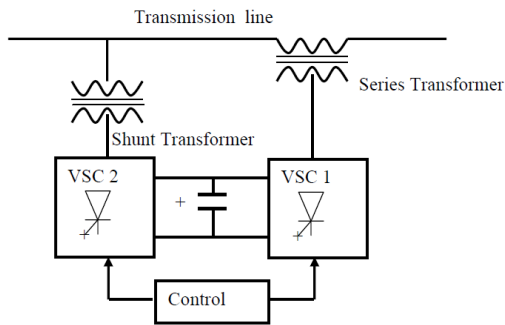 Transmission line
Series Transformer
Shunt Transformer
VSC 2
VSC 1
+
Control